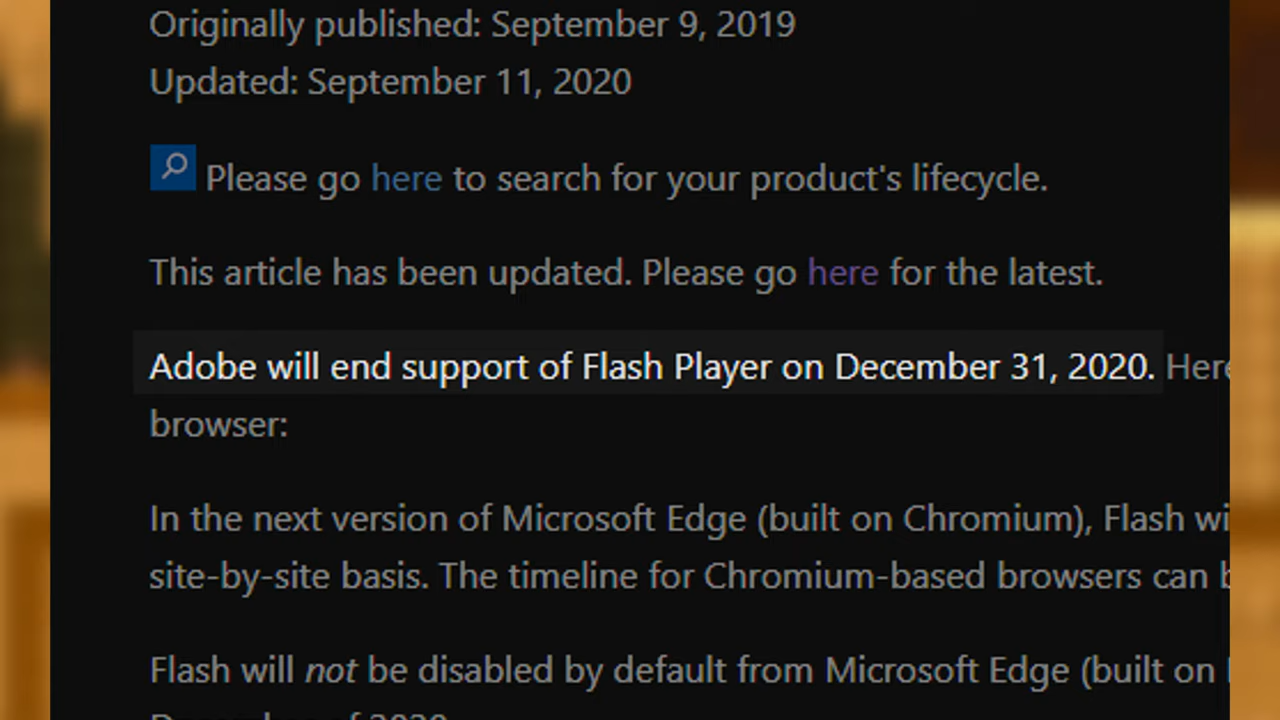 Originally published: September 9, 2019
Updated: September 11, 2020
Please go here to search for your product's lifecycle.
This article has been updated. Please go here for the latest.
Adobe will end support of Flash Player on December 31, 2020. Here
browser:
In the next version of Microsoft Edge (built on Chromium), Flash
site-by-site basis. The timeline for Chromium-based browsers can
Flash will not be disabled by default from Microsoft Edge (built on